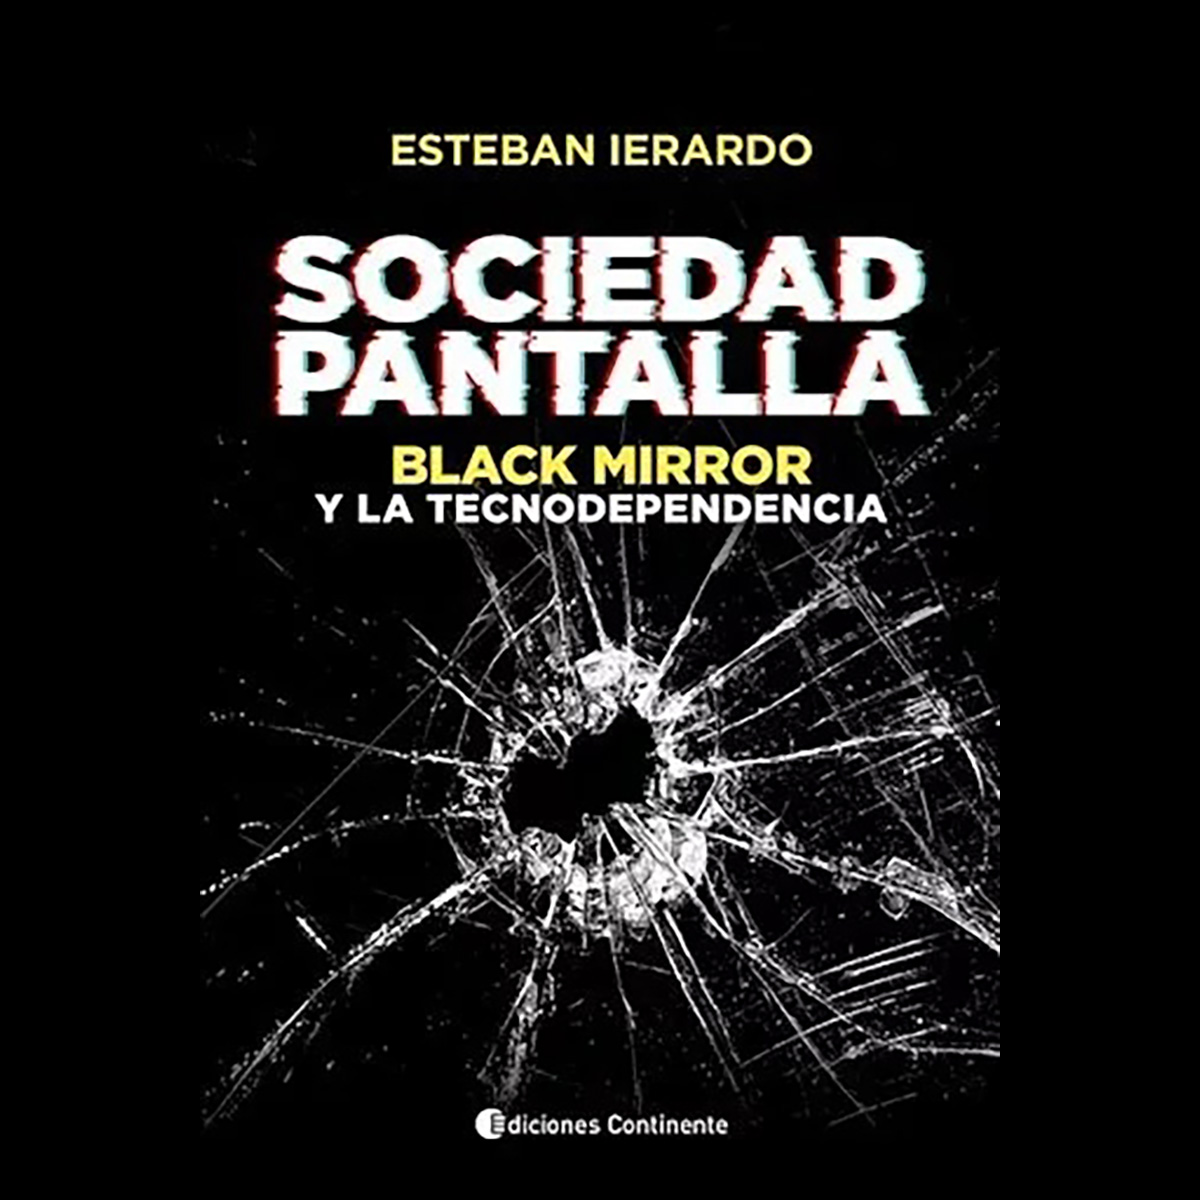 ESTEBAN IERARDO
SOCIEDAD
PANTALLA
BLACK MIRROR
Y LA TECNODEPENDENCIA
Ediciones Continente